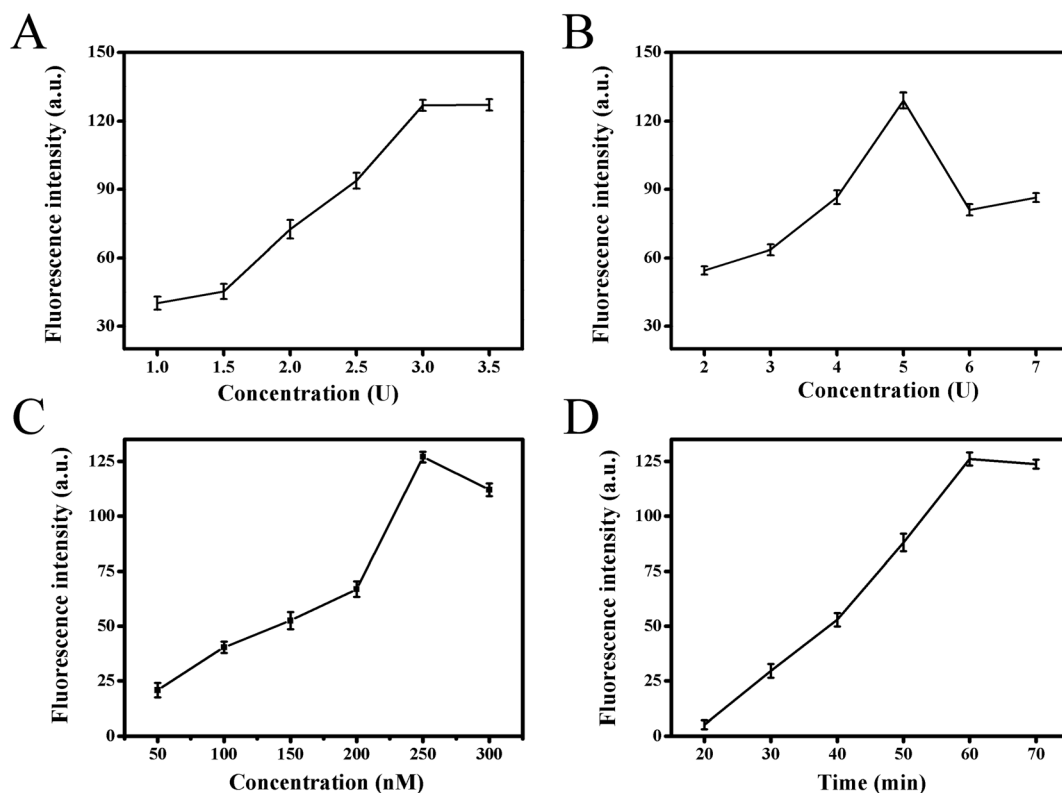 A
Fluorescence intensity (a.u.)
150
120
90
60
30
1.0 1.5 2.0 2.5 3.0 3.5
Concentration (U)
B
Fluorescence intensity (a.u.)
150
120
90
60
30
2 3 4 5 6 7
Concentration (U)
C
Fluorescence intensity (a.u.)
125
100
75
50
25
0
50 100 150 200 250 300
Concentration (nM)
D
Fluorescence intensity (a.u.)
125
100
75
50
25
0
20 30 40 50 60 70
Time (min)